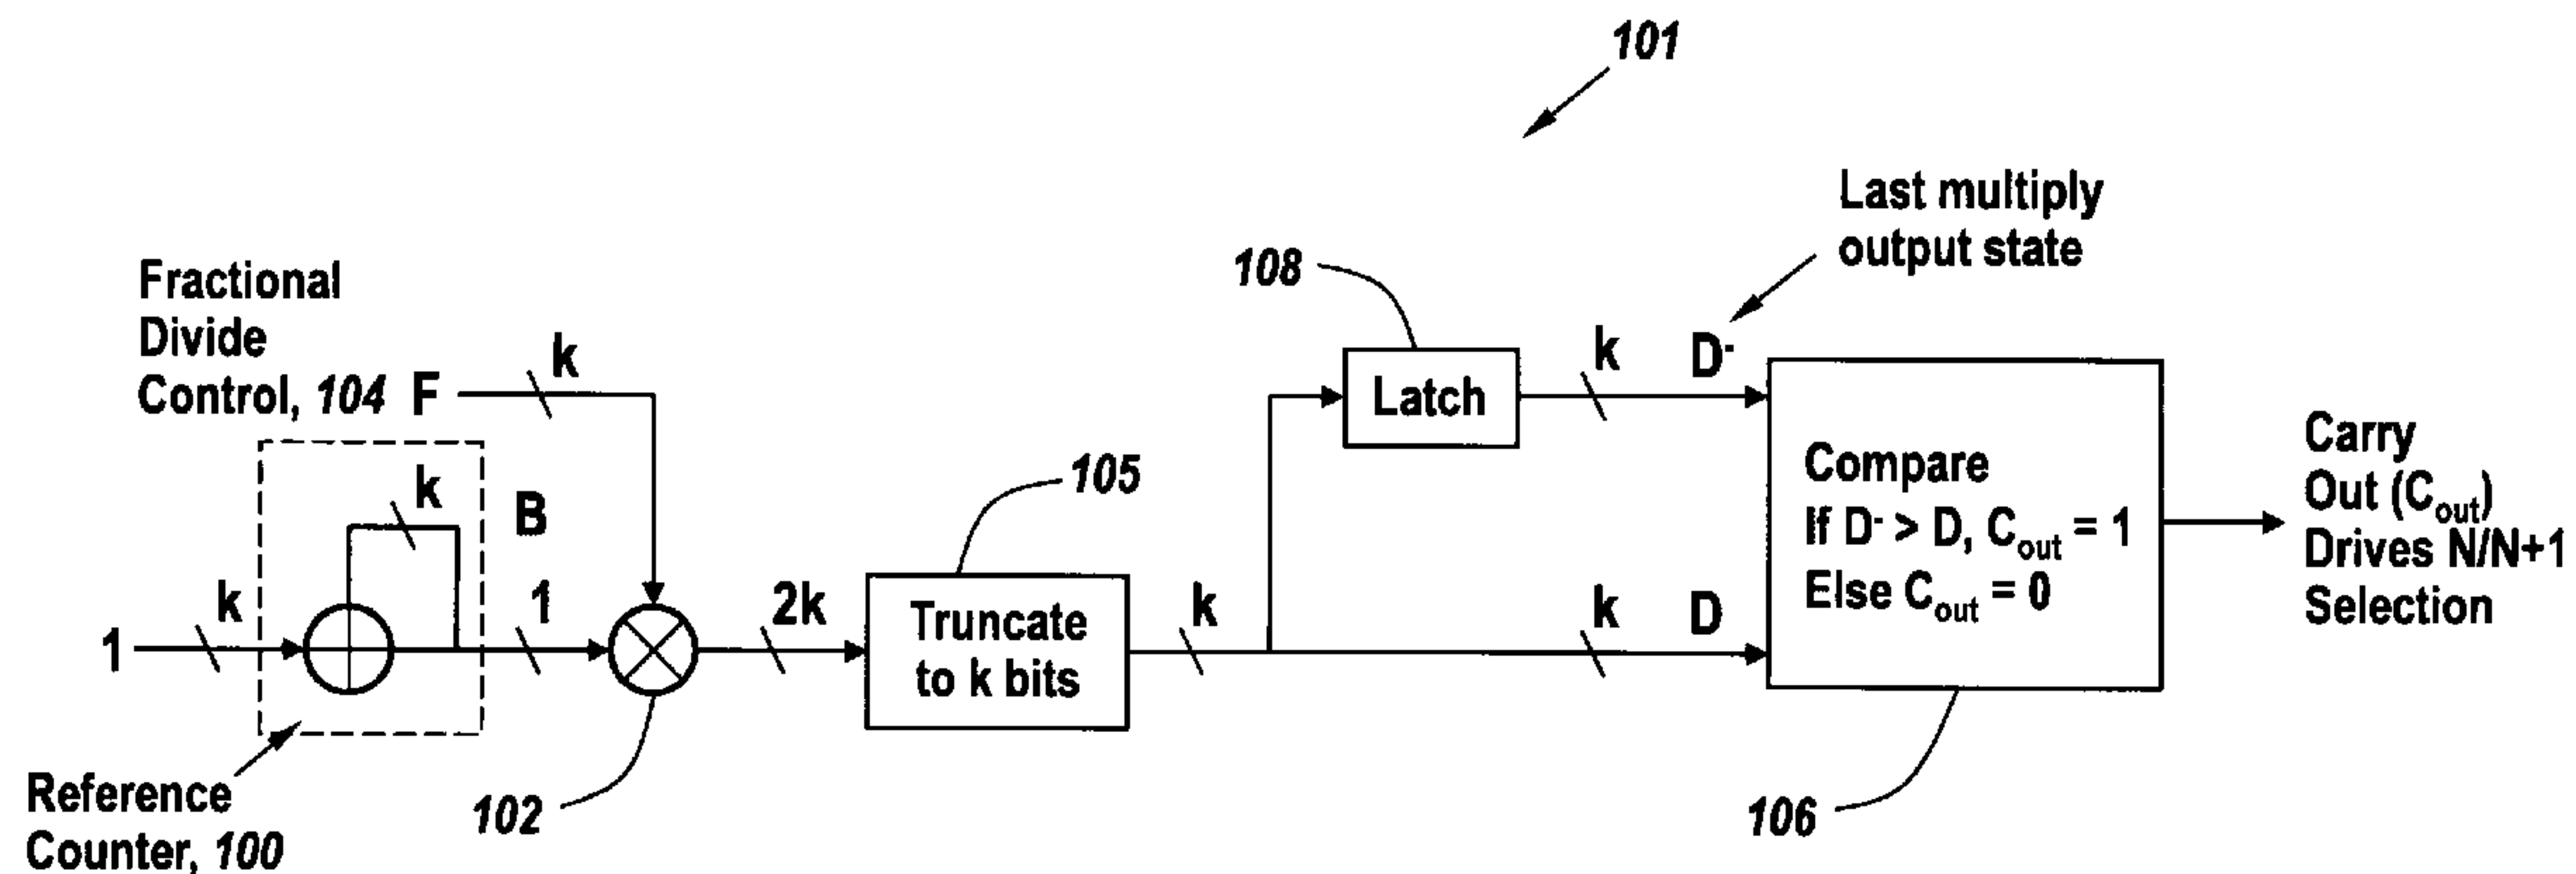 101
Last multiply
output state
108
Fractional
Divide
Control, 104
F
k
Latch
k
D-
Compare
If D- > D, Cout = 1
Else Cout = 0
Carry
Out (Cout)
Drives N/N+1
Selection
105
k
B
1
k
1
2k
Truncate
to k bits
k
k
D
Reference
Counter, 100
102
106